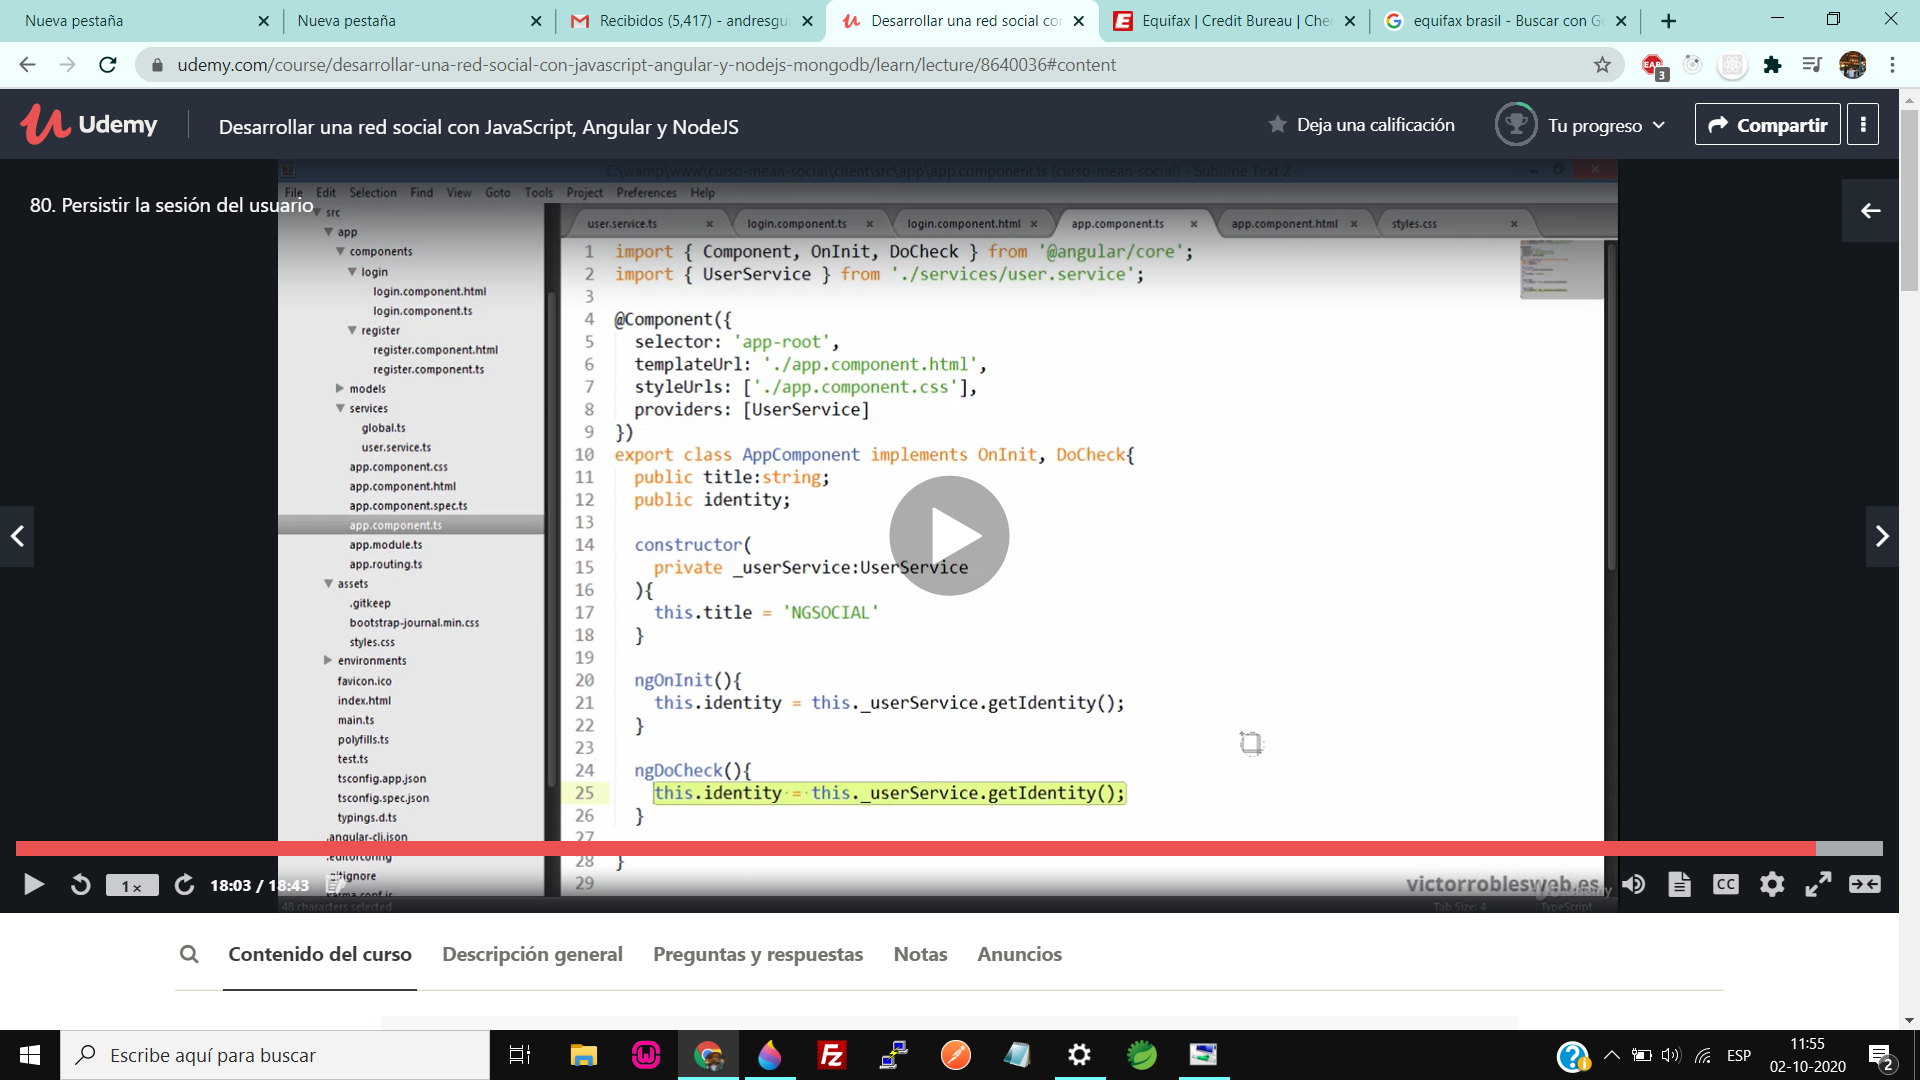 Nueva pestaña
Nueva pestaña
Recibidos (5,417) - andresgui
Desarrollar una red social co
Equifax | Credit Bureau | Chec
equifax brasil - Buscar con Go
udemy.com/course/desarrollar-una-red-social-con-javascript-angular-y-nodejs-mongodb/learn/lecture/8640036#content
3
Udemy
Desarrollar una red social con JavaScript, Angular y NodeJS
Deja una calificación
Tu progreso
Compartir
C:\wamp\www\curso-mean-social\client\src\app\app.component.ts (curso-mean-social) - Sublime Text 2
File Edit Selection Find View Goto Tools Project Preferences Help
80. Persistir la sesión del usuario
src
app
components
login
login.component.html
login.component.ts
register
register.component.html
register.component.ts
models
services
global.ts
user.service.ts
app.component.css
app.component.html
app.component.spec.ts
app.component.ts
app.module.ts
app.routing.ts
assets
.gitkeep
bootstrap-journal.min.css
styles.css
environments
favicon.ico
index.html
main.ts
polyfills.ts
test.ts
tsconfig.app.json
tsconfig.spec.json
typings.d.ts
.angular-cli.json
.editorconfig
.gitignore
karma.conf.js
user.service.ts
login.component.ts
login.component.html
app.component.ts
app.component.html
styles.css
1 import { Component, OnInit, DoCheck } from '@angular/core';
2 import { UserService } from './services/user.service';
3
4 @Component({
5 selector: 'app-root',
6 templateUrl: './app.component.html',
7 styleUrls: ['./app.component.css'],
8 providers: [UserService]
9 })
10 export class AppComponent implements OnInit, DoCheck{
11 public title:string;
12 public identity;
13
14 constructor(
15 private _userService:UserService
16 ){
17 this.title = 'NGSOCIAL'
18 }
19
20 ngOnInit(){
21 this.identity = this._userService.getIdentity();
22 }
23
24 ngDoCheck(){
25 this.identity = this._userService.getIdentity();
26 }
27
28 }
29
1×
18:03 / 18:43
victorroblesweb.es
CC
48 characters selected
Tab Size: 4
TypeScript
Contenido del curso
Descripción general
Preguntas y respuestas
Notas
Anuncios
Escribe aquí para buscar
ESP
11:55
02-10-2020
2